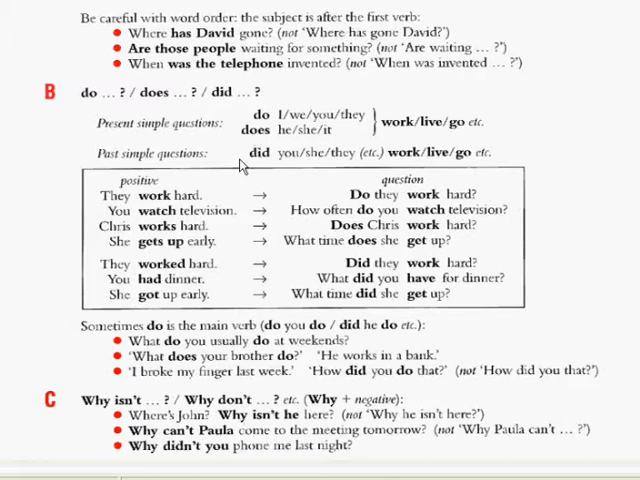 Be careful with word order: the subject is after the first verb:
● Where has David gone? (not 'Where has gone David?')
● Are those people waiting for something? (not 'Are waiting ... ?')
● When was the telephone invented? (not 'When was invented ... ?')
B do ... ? / does ... ? / did ... ?
do I/we/you/they
Present simple questions: } work/live/go etc.
does he/she/it
Past simple questions: did you/she/they (etc.) work/live/go etc.
positive question
They work hard. → Do they work hard?
You watch television. → How often do you watch television?
Chris works hard. → Does Chris work hard?
She gets up early. → What time does she get up?
They worked hard. → Did they work hard?
You had dinner. → What did you have for dinner?
She got up early. → What time did she get up?
Sometimes do is the main verb (do you do / did he do etc.):
● What do you usually do at weekends?
● 'What does your brother do?' 'He works in a bank.'
● 'I broke my finger last week.' 'How did you do that?' (not 'How did you that?')
C Why isn't ... ? / Why don't ... ? etc. (Why + negative):
● Where's John? Why isn't he here? (not 'Why he isn't here?')
● Why can't Paula come to the meeting tomorrow? (not 'Why Paula can't ... ?')
● Why didn't you phone me last night?